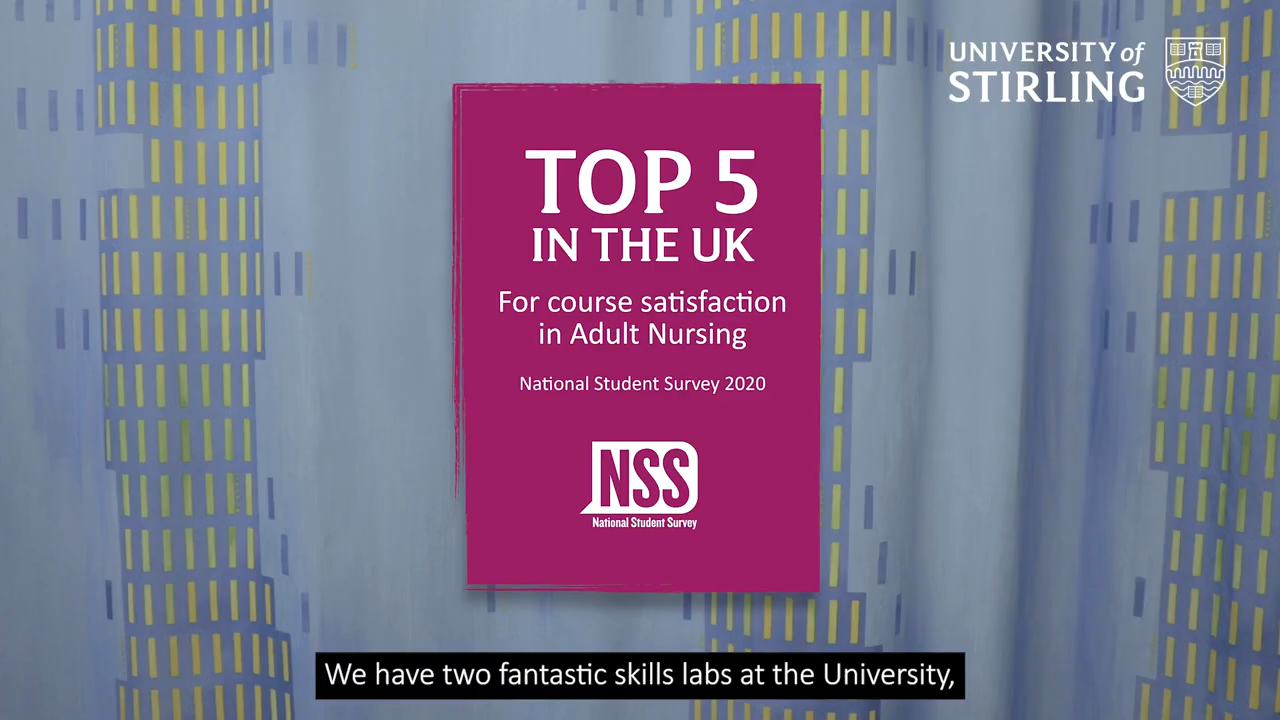 UNIVERSITY of
STIRLING
TOP 5
IN THE UK
For course satisfaction
in Adult Nursing
National Student Survey 2020
NSS
National Student Survey
We have two fantastic skills labs at the University,